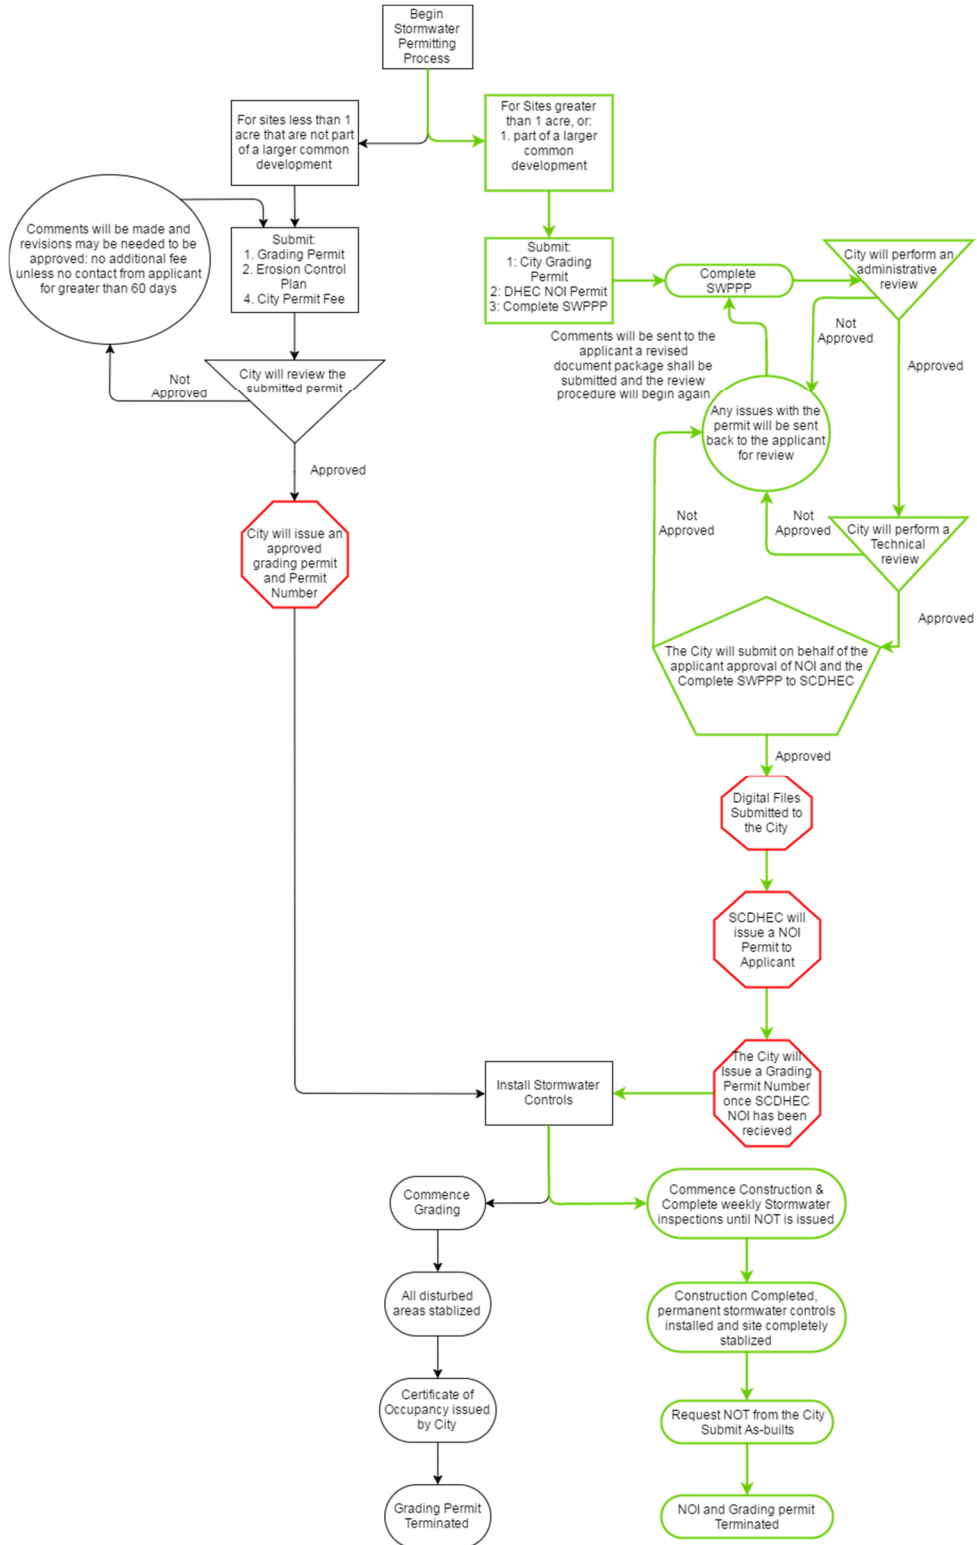 Begin
Stormwater
Permitting
Process
For sites less than 1
acre that are not part
of a larger common
development
For Sites greater
than 1 acre, or:
1. part of a larger
common
development
Comments will be made and
revisions may be needed to be
approved: no additional fee
unless no contact from applicant
for greater than 60 days
Submit:
1. Grading Permit
2. Erosion Control
Plan
4. City Permit Fee
Submit:
1: City Grading
Permit
2: DHEC NOI Permit
3: Complete SWPPP
Complete
SWPPP
City will perform an
administrative
review
Not
Approved
Approved
Comments will be sent to the
applicant a revised
document package shall be
submitted and the review
procedure will begin again
City will review the
submitted permit
Not
Approved
Approved
Any issues with the
permit will be sent
back to the applicant
for review
Not
Approved
Not
Approved
City will perform a
Technical
review
Approved
City will issue an
approved
grading permit
and Permit
Number
The City will submit on behalf of the
applicant approval of NOI and the
Complete SWPPP to SCDHEC
Approved
Digital Files
Submitted to
the City
SCDHEC will
issue a NOI
Permit to
Applicant
The City will
Issue a Grading
Permit Number
once SCDHEC
NOI has been
recieved
Install Stormwater
Controls
Commence
Grading
All disturbed
areas stablized
Certificate of
Occupancy issued
by City
Grading Permit
Terminated
Commence Construction &
Complete weekly Stormwater
inspections until NOT is issued
Construction Completed,
permanent stormwater controls
installed and site completely
stablized
Request NOT from the City
Submit As-builts
NOI and Grading permit
Terminated